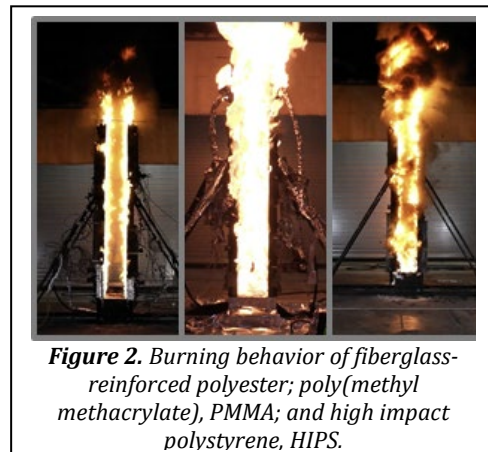 Figure 2. Burning behavior of fiberglass-
reinforced polyester; poly(methyl
methacrylate), PMMA; and high impact
polystyrene, HIPS.